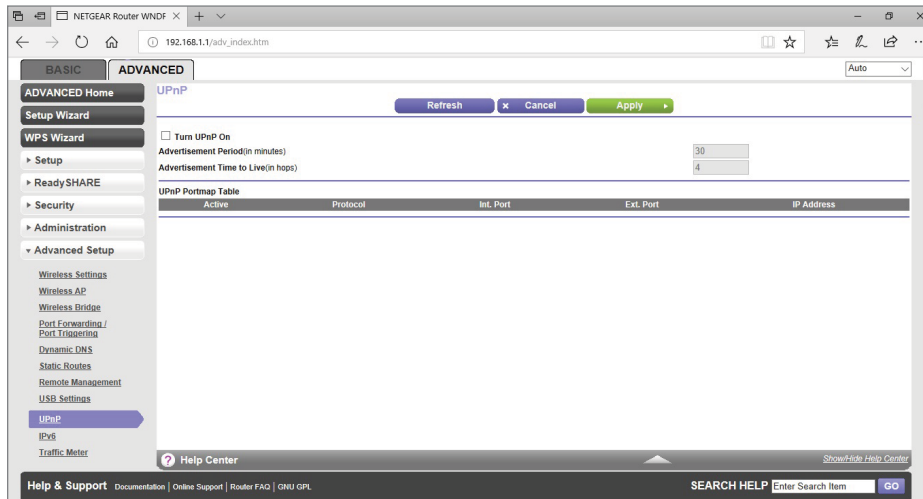 NETGEAR Router WNDR
192.168.1.1/adv_index.htm
BASIC
ADVANCED
Auto
ADVANCED Home
Setup Wizard
WPS Wizard
Setup
ReadySHARE
Security
Administration
Advanced Setup
Wireless Settings
Wireless AP
Wireless Bridge
Port Forwarding /
Port Triggering
Dynamic DNS
Static Routes
Remote Management
USB Settings
UPnP
IPv6
Traffic Meter
UPnP
Refresh
x Cancel
Apply
Turn UPnP On
Advertisement Period(in minutes) 30
Advertisement Time to Live(in hops) 4
UPnP Portmap Table
Active Protocol Int. Port Ext. Port IP Address
? Help Center
Show/Hide Help Center
Help & Support Documentation | Online Support | Router FAQ | GNU GPL
SEARCH HELP Enter Search Item GO